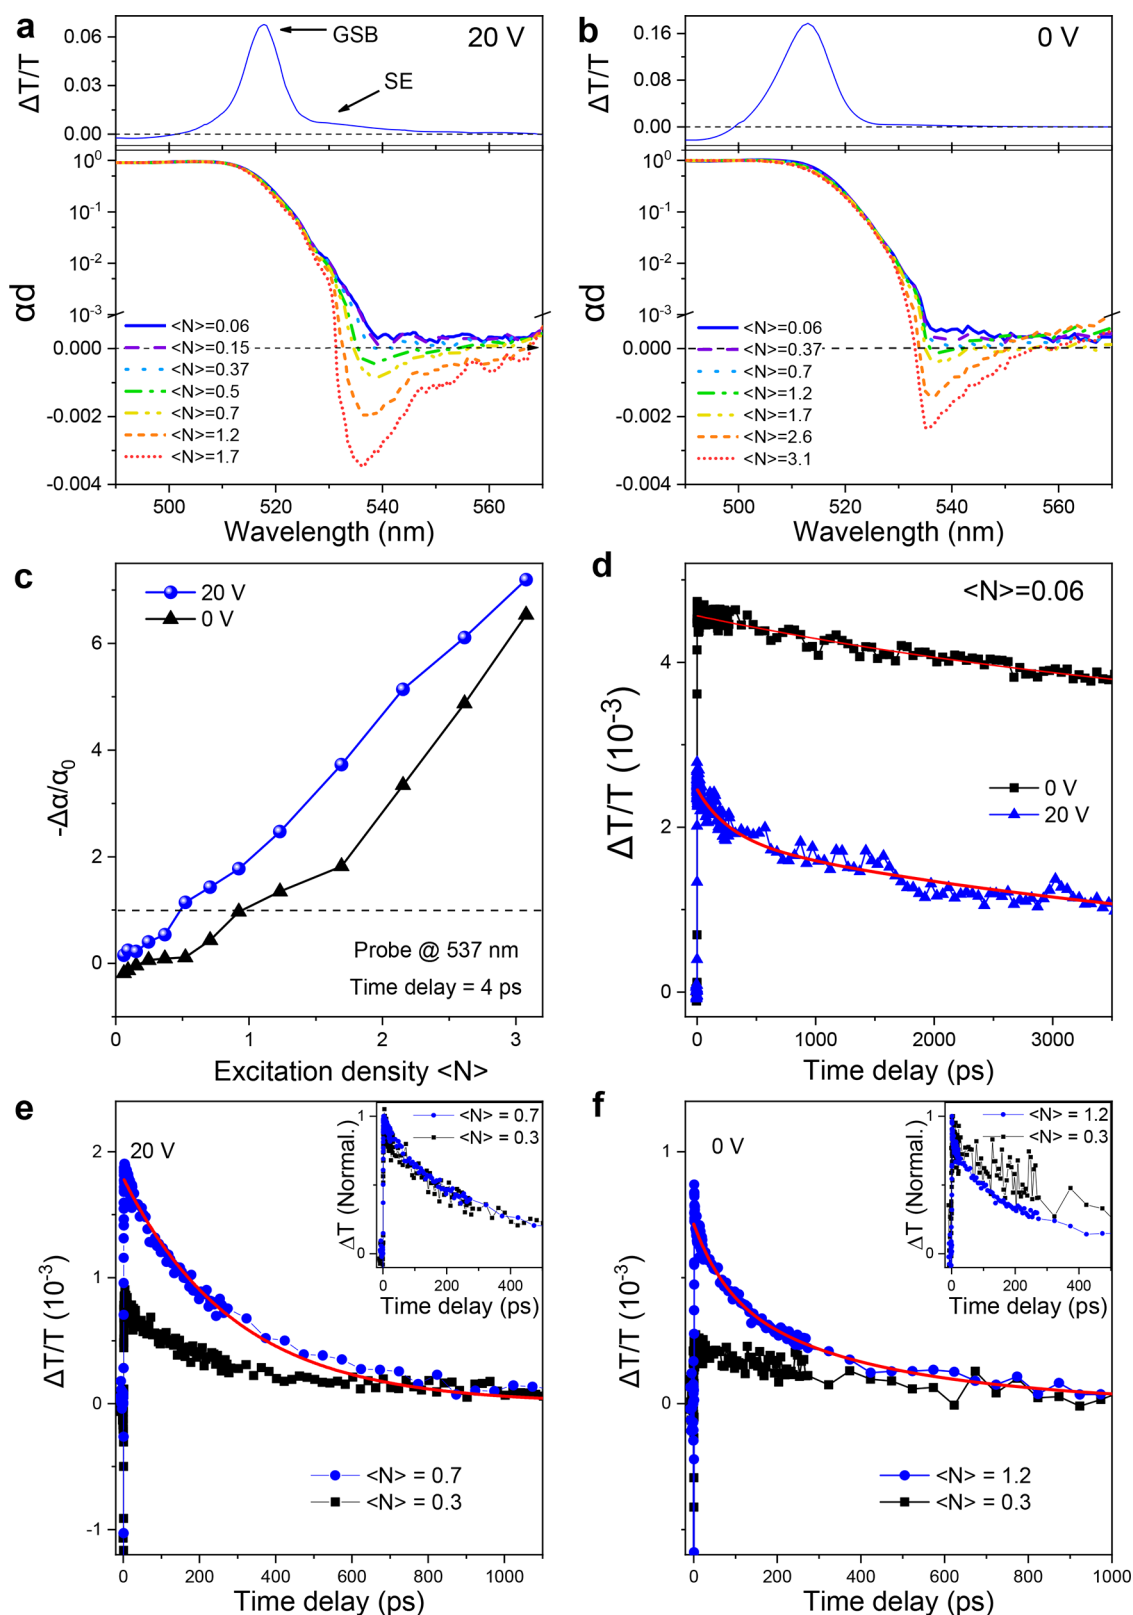 a
20 V
GSB
SE
ΔT/T
0.06
0.03
0.00
αd
10⁰
10⁻¹
10⁻²
10⁻³
0.000
-0.002
-0.004
<N>=0.06
<N>=0.15
<N>=0.37
<N>=0.5
<N>=0.7
<N>=1.2
<N>=1.7
500 520 540 560
Wavelength (nm)
b
0 V
ΔT/T
0.16
0.08
0.00
αd
10⁰
10⁻¹
10⁻²
10⁻³
0.000
-0.002
-0.004
<N>=0.06
<N>=0.37
<N>=0.7
<N>=1.2
<N>=1.7
<N>=2.6
<N>=3.1
500 520 540 560
Wavelength (nm)
c
20 V
0 V
-Δα/α₀
6
4
2
0
Probe @ 537 nm
Time delay = 4 ps
0 1 2 3
Excitation density <N>
d
<N>=0.06
ΔT/T (10⁻³)
4
2
0
0 V
20 V
0 1000 2000 3000
Time delay (ps)
e
20 V
ΔT/T (10⁻³)
2
1
0
-1
ΔT (Normal.)
1
0
<N> = 0.7
<N> = 0.3
0 200 400
Time delay (ps)
<N> = 0.7
<N> = 0.3
0 200 400 600 800 1000
Time delay (ps)
f
0 V
ΔT/T (10⁻³)
1
0
ΔT (Normal.)
1
0
<N> = 1.2
<N> = 0.3
0 200 400
Time delay (ps)
<N> = 1.2
<N> = 0.3
0 200 400 600 800 1000
Time delay (ps)